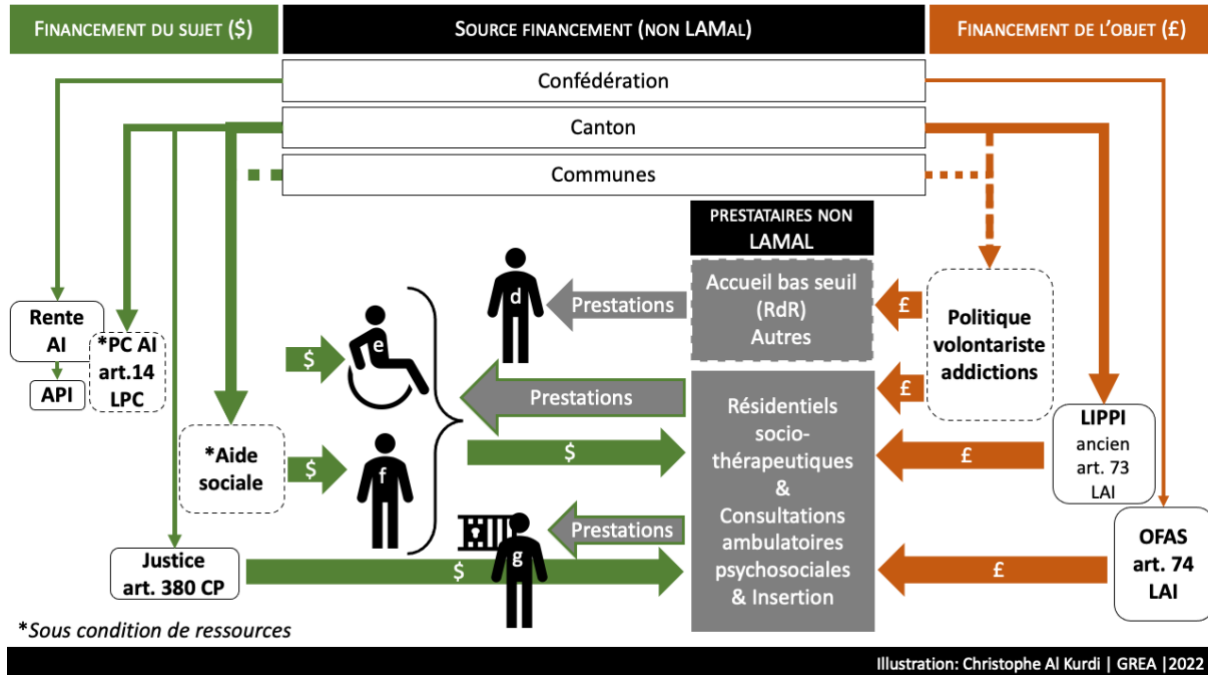 FINANCEMENT DU SUJET ($)
SOURCE FINANCEMENT (NON LAMAL)
FINANCEMENT DE L'OBJET (£)
Confédération
Canton
Communes
PRESTATAIRES NON
LAMAL
Accueil bas seuil
(RdR)
Autres
Prestations
d
£
Politique
volontariste
addictions
Rente
AI
API
*PC AI
art.14
LPC
$
e
Prestations
£
Résidentiels
socio-
thérapeutiques
&
Consultations
ambulatoires
psychosociales
& Insertion
LIPPI
ancien
art. 73
LAI
£
*Aide
sociale
$
f
$
Prestations
g
Justice
art. 380 CP
$
£
OFAS
art. 74
LAI
*Sous condition de ressources
Illustration: Christophe Al Kurdi | GREA |2022